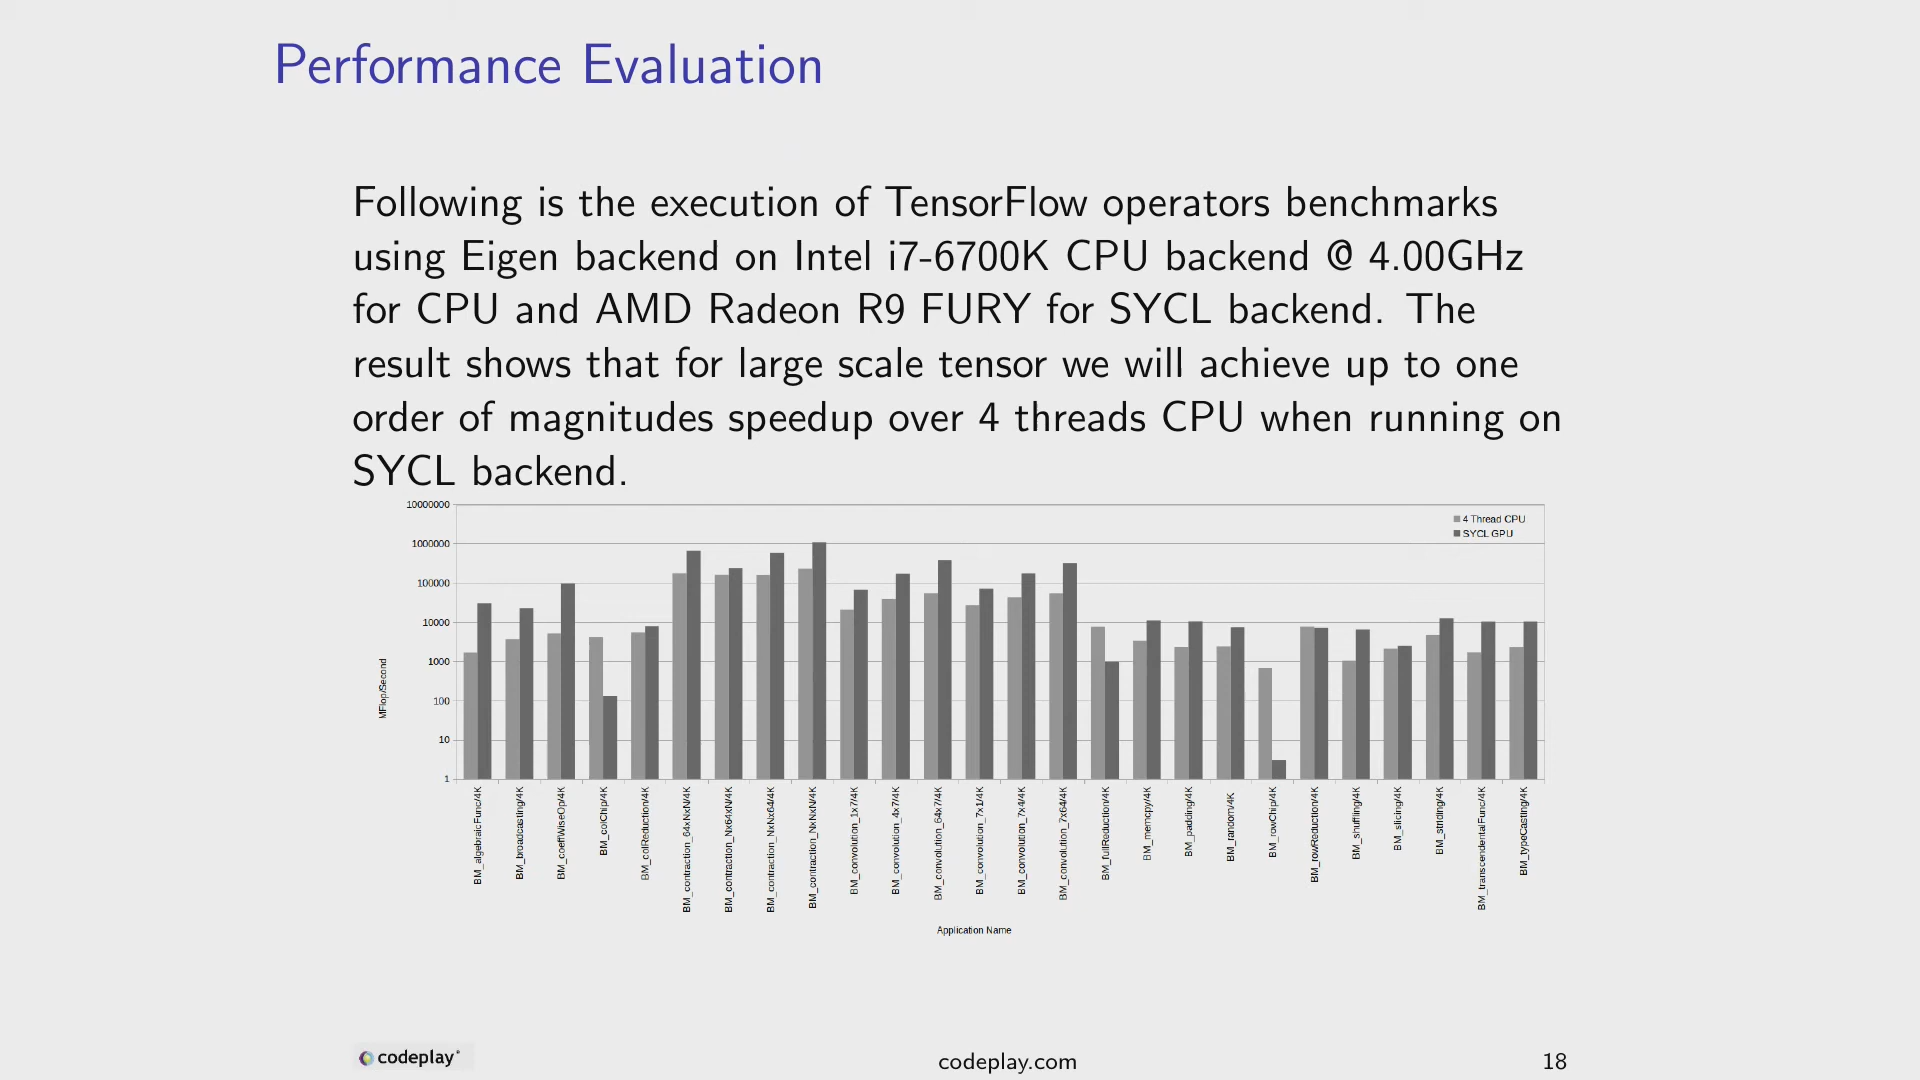 Performance Evaluation
Following is the execution of TensorFlow operators benchmarks
using Eigen backend on Intel i7-6700K CPU backend @ 4.00GHz
for CPU and AMD Radeon R9 FURY for SYCL backend. The
result shows that for large scale tensor we will achieve up to one
order of magnitudes speedup over 4 threads CPU when running on
SYCL backend.
10000000
1000000
100000
10000
1000
100
10
1
MFlop/Second
4 Thread CPU
SYCL GPU
BM_algebraicFunc/4K
BM_broadcasting/4K
BM_coeffWiseOp/4K
BM_colChip/4K
BM_colReduction/4K
BM_contraction_64xNxN/4K
BM_contraction_Nx64xN/4K
BM_contraction_NxNx64/4K
BM_contraction_NxNxN/4K
BM_convolution_1x7/4K
BM_convolution_4x7/4K
BM_convolution_64x7/4K
BM_convolution_7x1/4K
BM_convolution_7x4/4K
BM_convolution_7x64/4K
BM_fullReduction/4K
BM_memcpy/4K
BM_padding/4K
BM_random/4K
BM_rowChip/4K
BM_rowReduction/4K
BM_shuffling/4K
BM_slicing/4K
BM_striding/4K
BM_transcendentalFunc/4K
BM_typeCasting/4K
Application Name
codeplay
codeplay.com
18